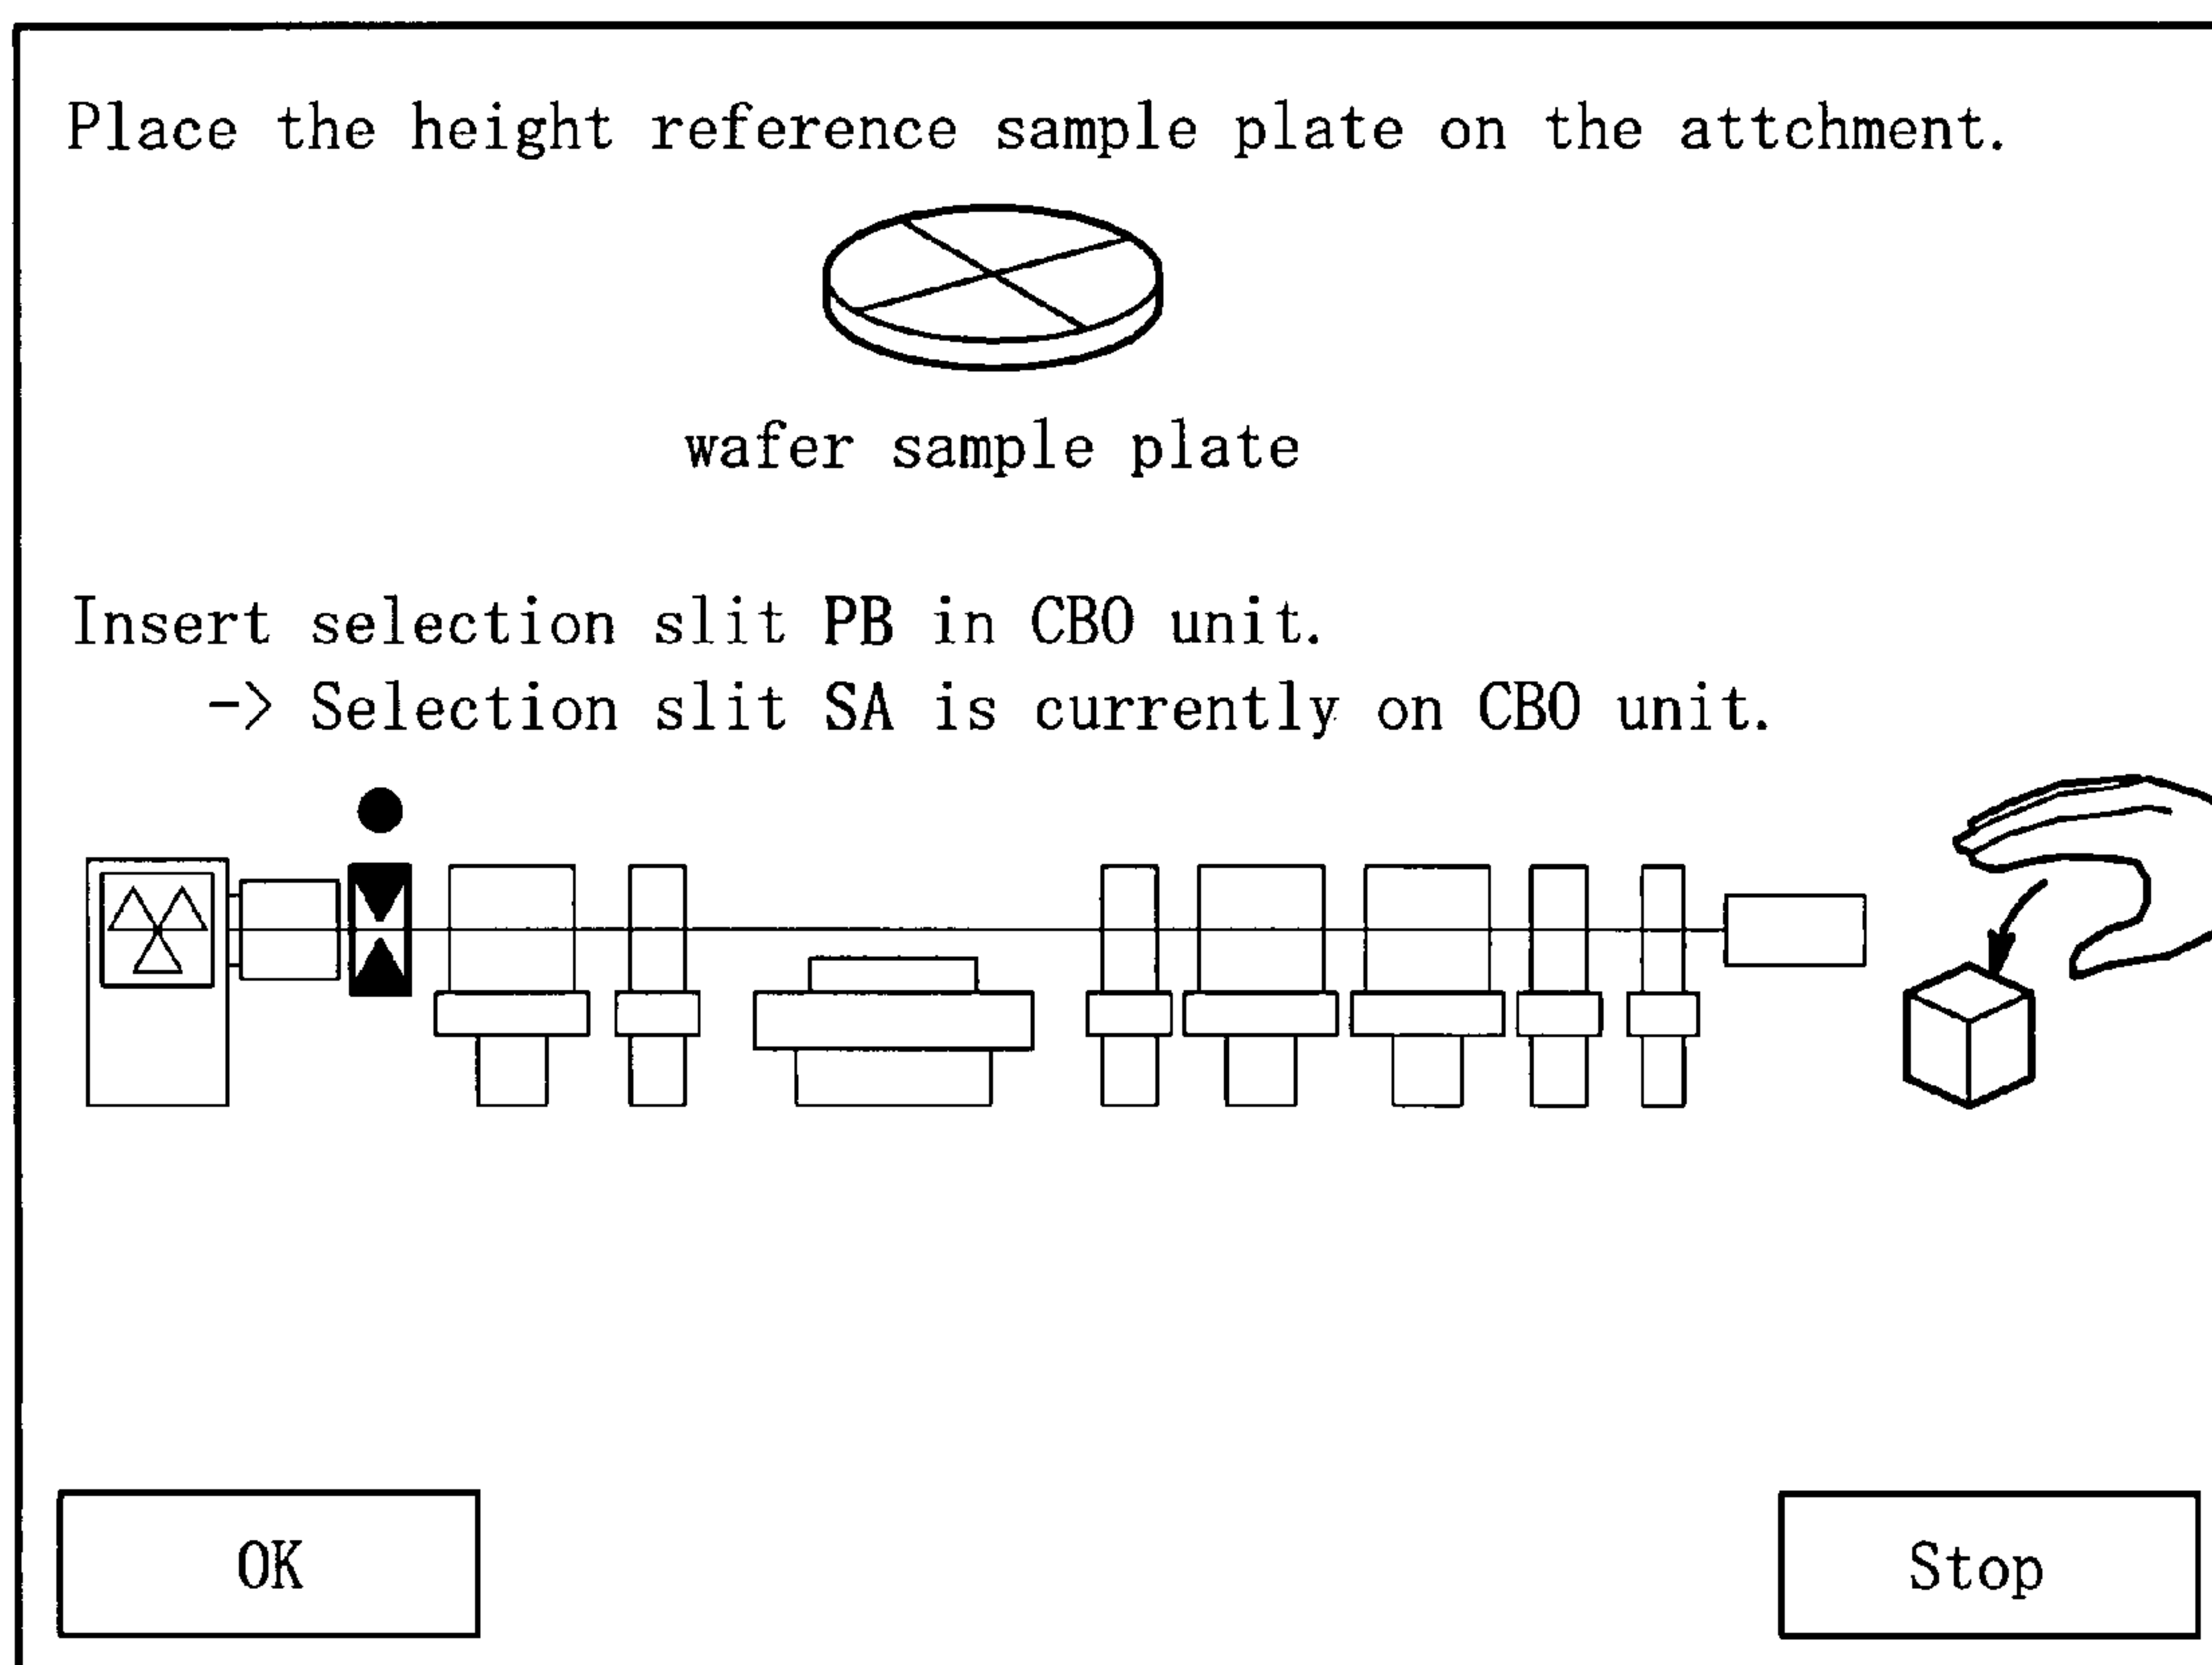 Place the height reference sample plate on the attchment.
wafer sample plate
Insert selection slit PB in CBO unit.
-> Selection slit SA is currently on CBO unit.
OK
Stop